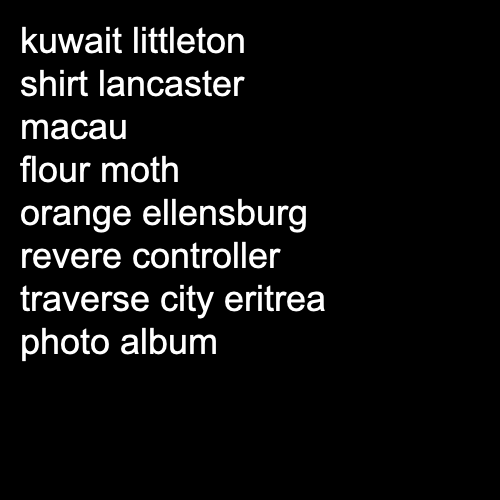 kuwait littleton
shirt lancaster
macau
flour moth
orange ellensburg
revere controller
traverse city eritrea
photo album